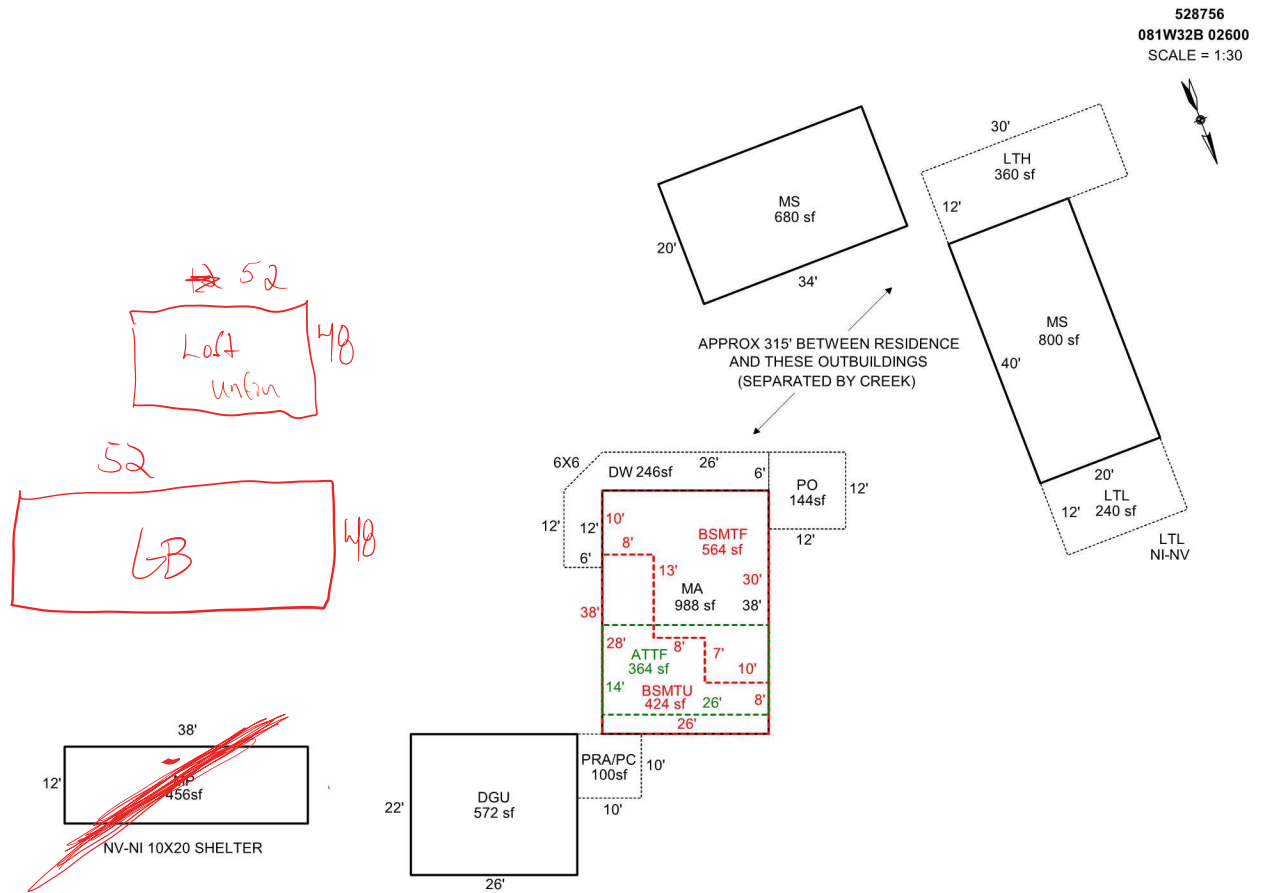 528756
081W32B 02600
SCALE = 1:30
30'
LTH
360 sf
12'
MS
680 sf
20'
34'
MS
800 sf
40'
20'
12'
LTL
240 sf
LTL
NI-NV
APPROX 315' BETWEEN RESIDENCE
AND THESE OUTBUILDINGS
(SEPARATED BY CREEK)
52
48
Loft
unfin
52
48
GB
6X6
DW 246sf
26'
6'
PO
144sf
12'
12'
12'
12'
6'
10'
8'
BSMTF
564 sf
13'
MA
988 sf
30'
38'
38'
28'
8'
7'
ATTF
364 sf
10'
14'
BSMTU
424 sf
26'
8'
26'
38'
12'
MP
456sf
NV-NI 10X20 SHELTER
PRA/PC
100sf
10'
10'
22'
DGU
572 sf
26'